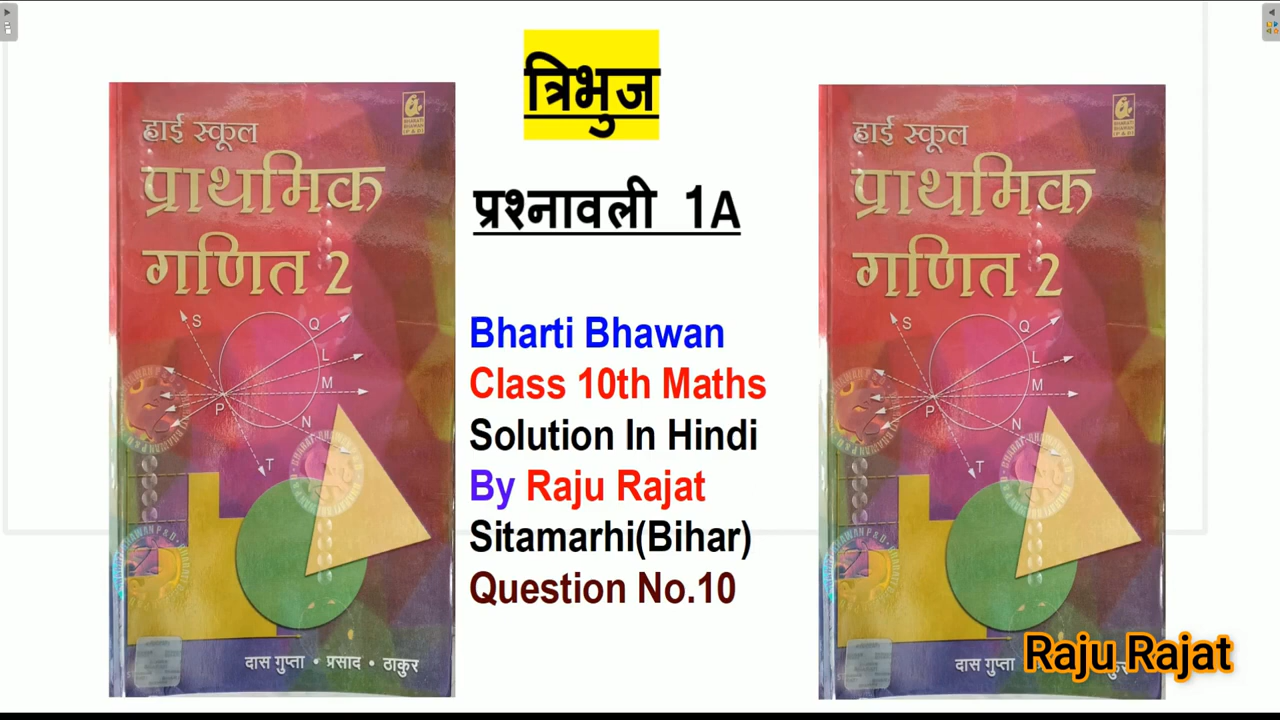 त्रिभुज
प्रश्नावली 1A
Bharti Bhawan
Class 10th Maths
Solution In Hindi
By Raju Rajat
Sitamarhi(Bihar)
Question No.10
हाई स्कूल
प्राथमिक
गणित 2
S
Q
L
M
P
N
T
दास गुप्ता • प्रसाद • ठाकुर
हाई स्कूल
प्राथमिक
गणित 2
S
Q
L
M
P
N
T
दास गुप्ता
Raju Rajat